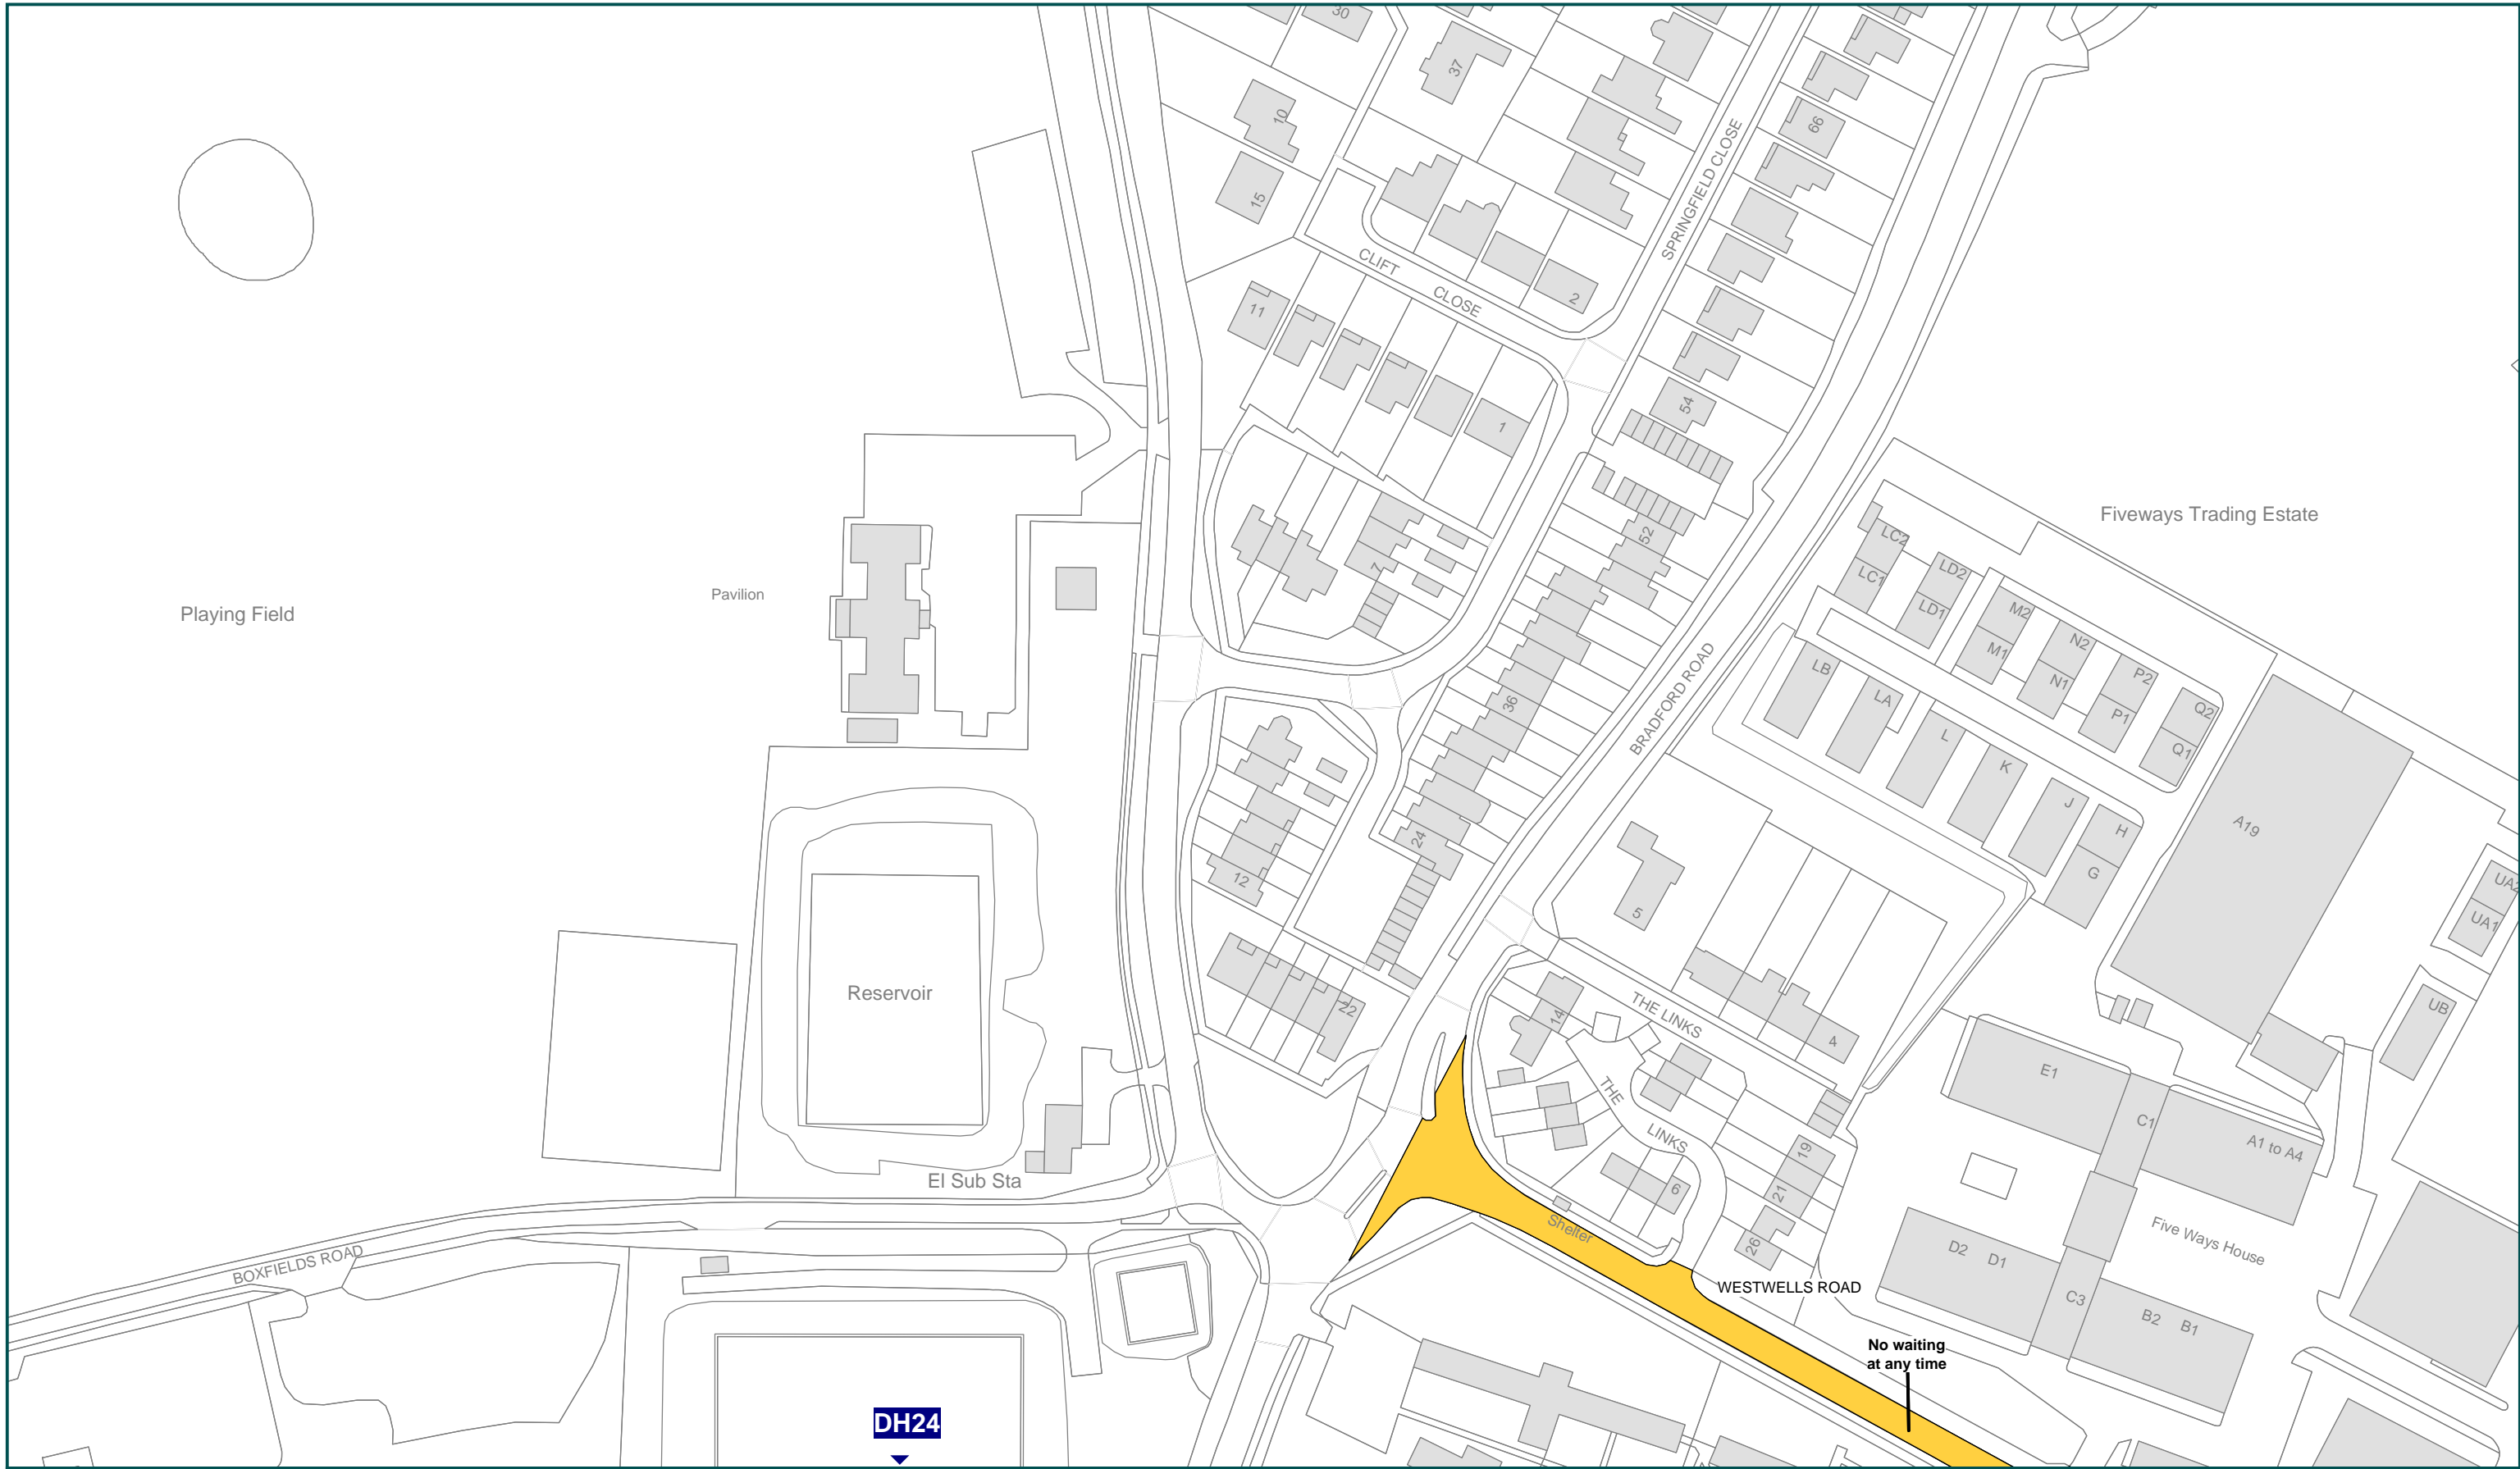 30
37
10
15
66
SPRINGFIELD CLOSE
CLIFT
CLOSE
2
11
1
54
52
7
36
24
12
22
BRADFORD ROAD
Fiveways Trading Estate
LC2
LC1
LD2
LD1
M2
M1
N2
N1
P2
P1
Q2
Q1
LB
LA
L
K
J
H
G
A19
UA2
UA1
UB
Playing Field
Pavilion
Reservoir
El Sub Sta
BOXFIELDS ROAD
5
4
THE LINKS
14
THE
LINKS
6
19
21
26
Shelter
WESTWELLS ROAD
E1
C1
A1 to A4
D2
D1
C3
B2
B1
Five Ways House
No waiting
at any time
DH24